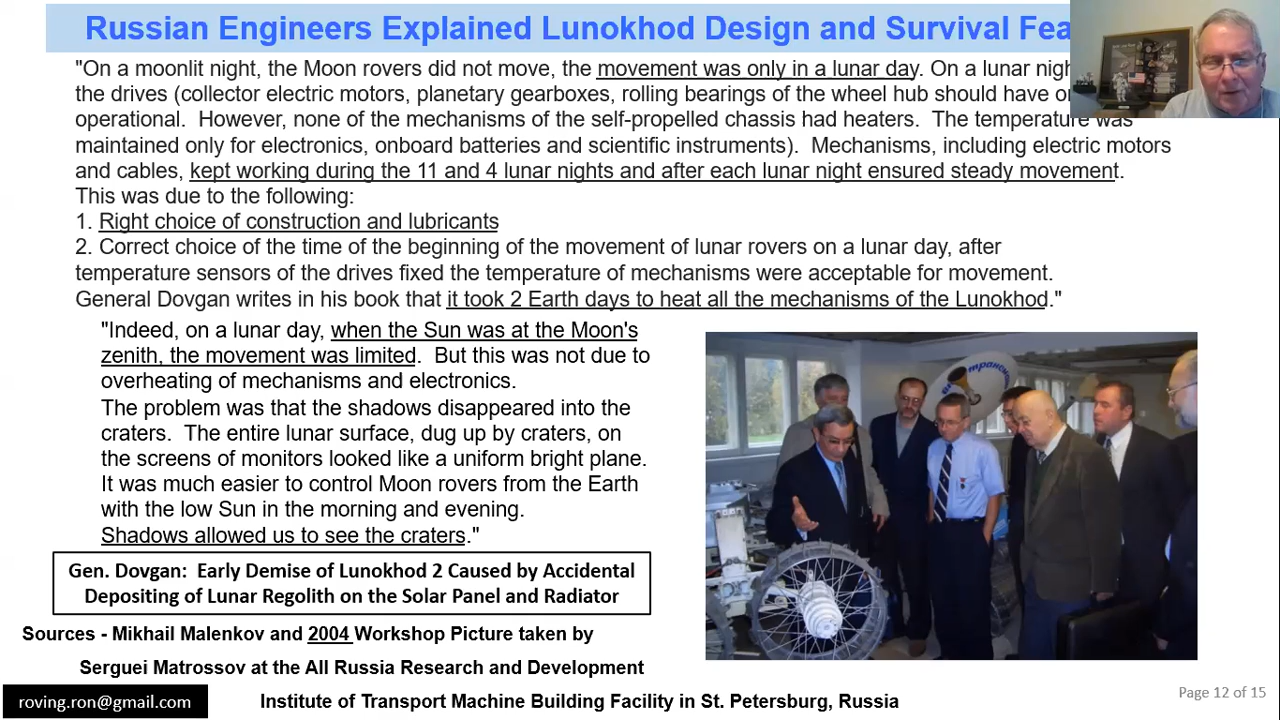 Russian Engineers Explained Lunokhod Design and Survival Fea
"On a moonlit night, the Moon rovers did not move, the movement was only in a lunar day. On a lunar nigh
the drives (collector electric motors, planetary gearboxes, rolling bearings of the wheel hub should have
operational. However, none of the mechanisms of the self-propelled chassis had heaters. The temperature was
maintained only for electronics, onboard batteries and scientific instruments). Mechanisms, including electric motors
and cables, kept working during the 11 and 4 lunar nights and after each lunar night ensured steady movement.
This was due to the following:
1. Right choice of construction and lubricants
2. Correct choice of the time of the beginning of the movement of lunar rovers on a lunar day, after
temperature sensors of the drives fixed the temperature of mechanisms were acceptable for movement.
General Dovgan writes in his book that it took 2 Earth days to heat all the mechanisms of the Lunokhod."
"Indeed, on a lunar day, when the Sun was at the Moon's
zenith, the movement was limited. But this was not due to
overheating of mechanisms and electronics.
The problem was that the shadows disappeared into the
craters. The entire lunar surface, dug up by craters, on
the screens of monitors looked like a uniform bright plane.
It was much easier to control Moon rovers from the Earth
with the low Sun in the morning and evening.
Shadows allowed us to see the craters."
Gen. Dovgan: Early Demise of Lunokhod 2 Caused by Accidental
Depositing of Lunar Regolith on the Solar Panel and Radiator
Sources - Mikhail Malenkov and 2004 Workshop Picture taken by
Serguei Matrossov at the All Russia Research and Development
Institute of Transport Machine Building Facility in St. Petersburg, Russia
roving.ron@gmail.com
Page 12 of 15